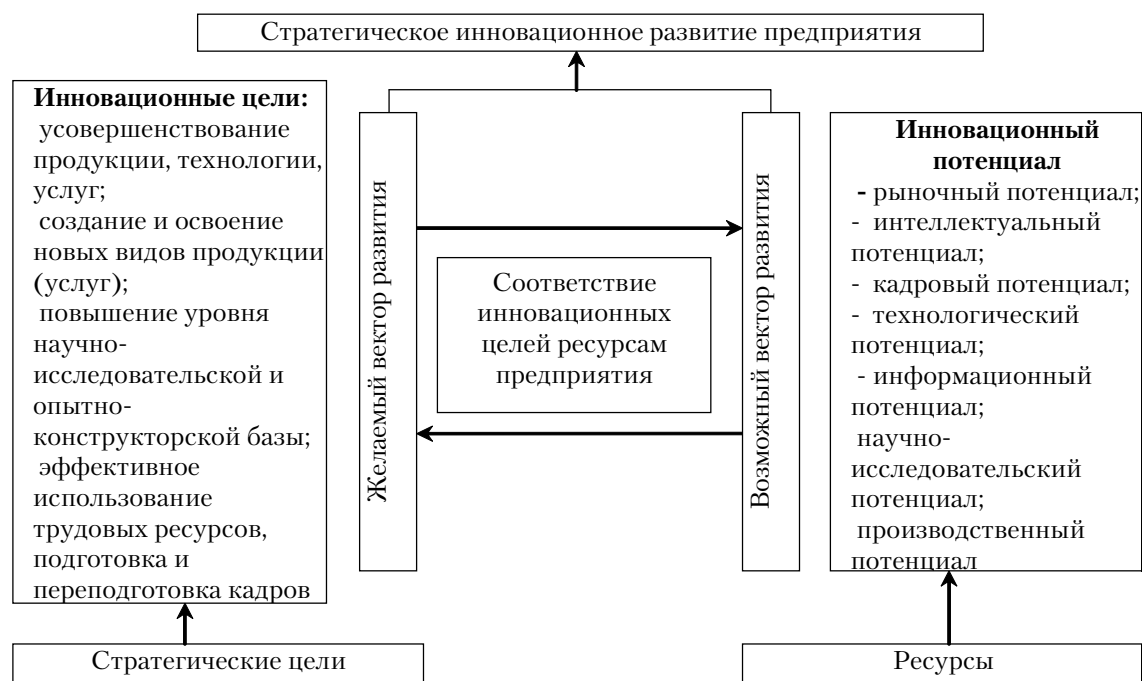 Стратегическое инновационное развитие предприятия
Инновационные цели:
усовершенствование
продукции, технологии,
услуг;
создание и освоение
новых видов продукции
(услуг);
повышение уровня
научно-
исследовательской и
опытно-
конструкторской базы;
эффективное
использование
трудовых ресурсов,
подготовка и
переподготовка кадров
Желаемый вектор развития
Соответствие
инновационных
целей ресурсам
предприятия
Возможный вектор развития
Инновационный
потенциал
- рыночный потенциал;
- интеллектуальный
потенциал;
- кадровый потенциал;
- технологический
потенциал;
- информационный
потенциал;
научно-
исследовательский
потенциал;
производственный
потенциал
Стратегические цели
Ресурсы